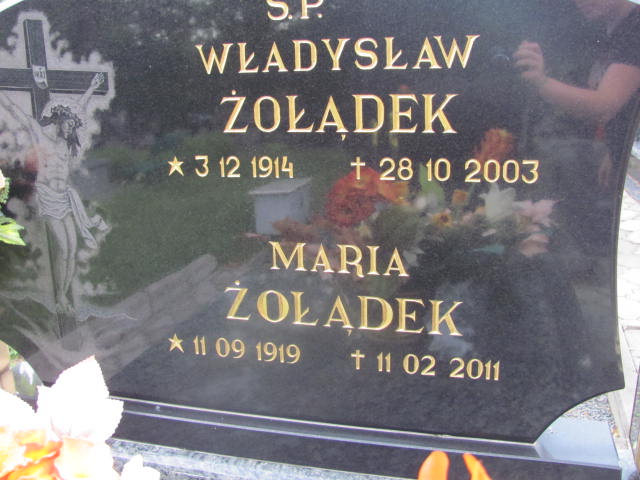 Ś.P.
WŁADYSŁAW
ŻOŁĄDEK
★ 3 12 1914 ✝ 28 10 2003
MARIA
ŻOŁĄDEK
★ 11 09 1919 ✝ 11 02 2011